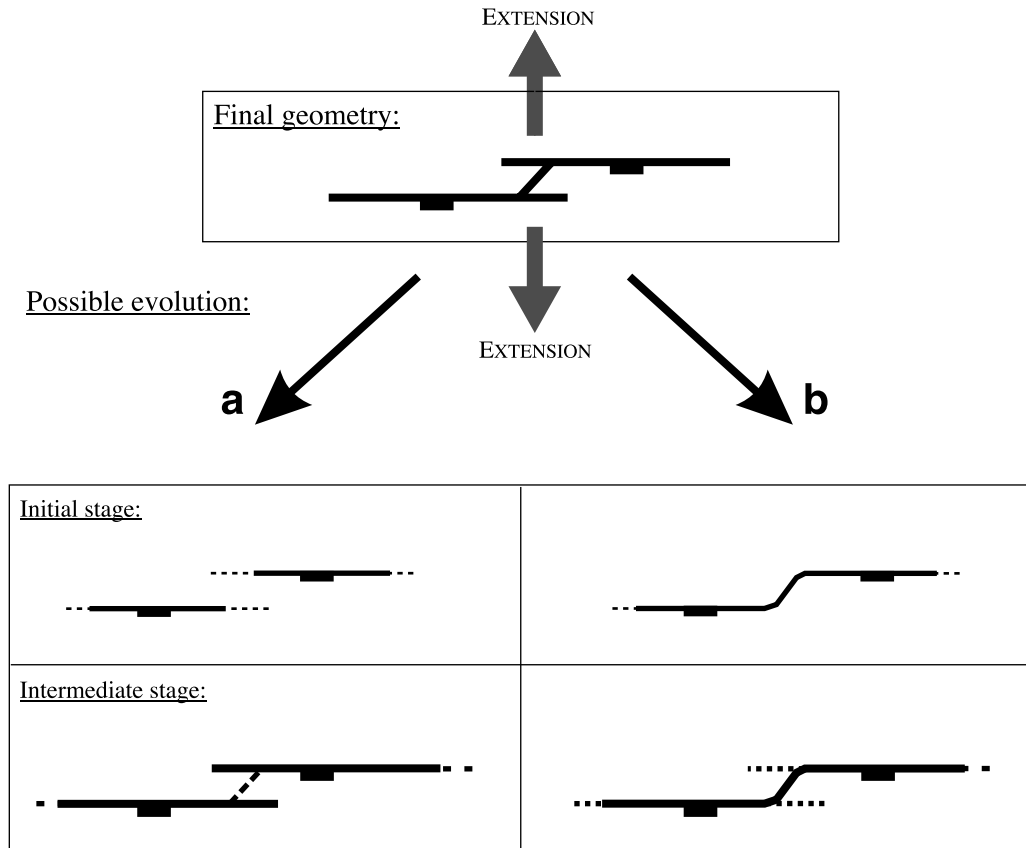 EXTENSION
Final geometry:
Possible evolution:
EXTENSION
a
b
Initial stage:
Intermediate stage: